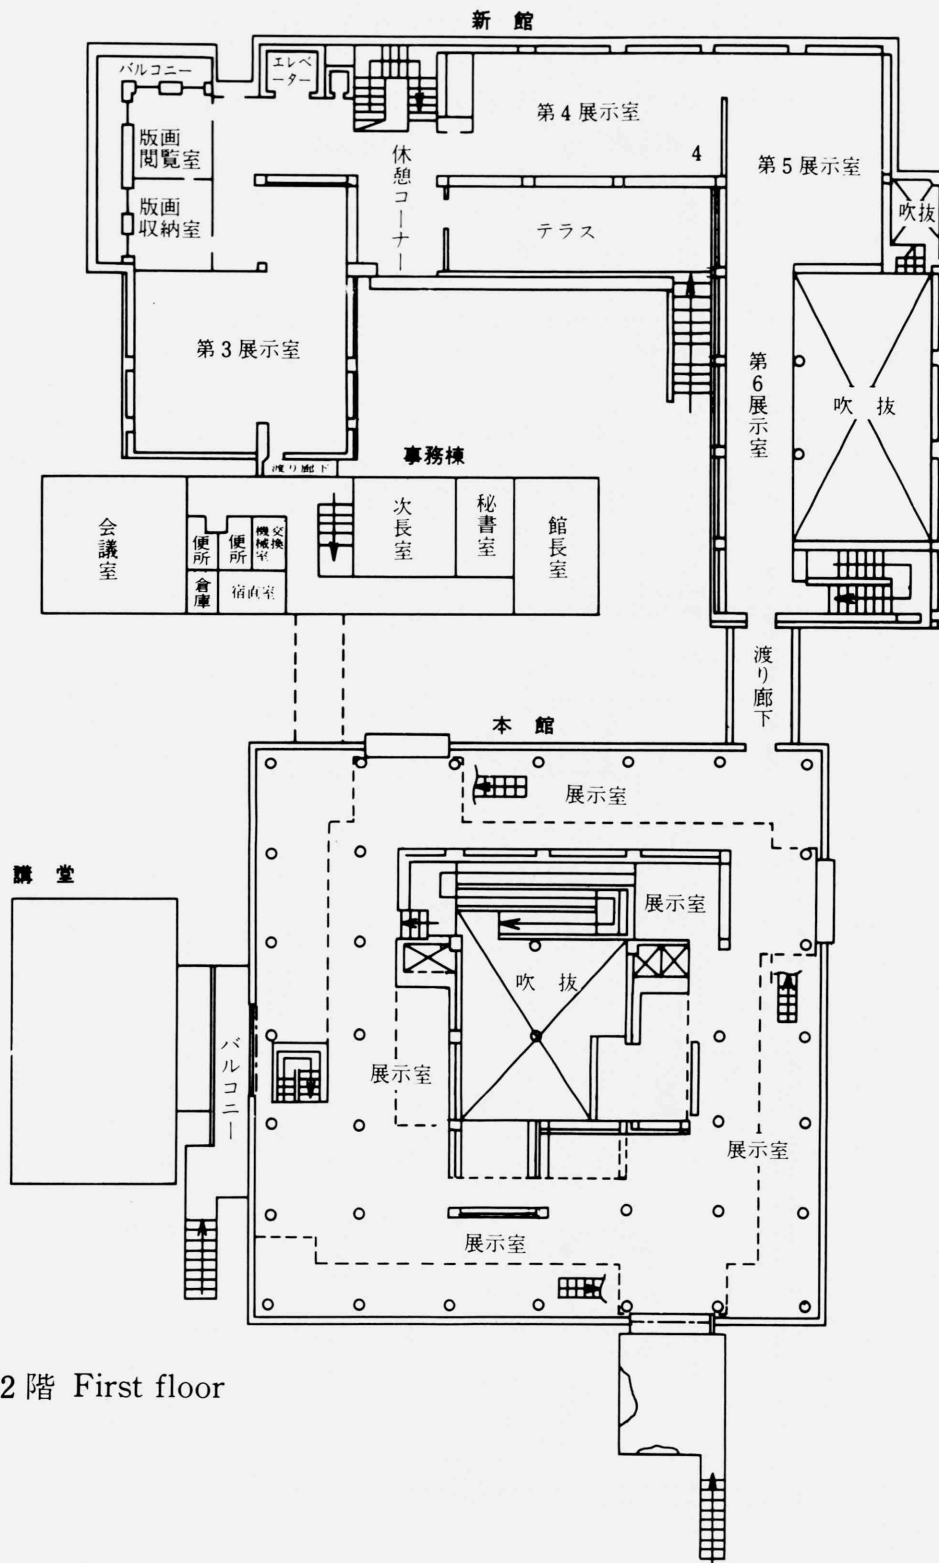 新館
バルコニー
エレベ
ーター
版画
閲覧室
版画
収納室
休憩コーナー
第4展示室
4
第5展示室
吹抜
テラス
第3展示室
第6展示室
吹抜
渡り廊下
事務棟
会議室
便所
便所
交換
機械室
倉庫
宿直室
次長室
秘書室
館長室
渡り廊下
本館
展示室
講堂
展示室
吹抜
バルコニー
展示室
展示室
展示室
2階 First floor